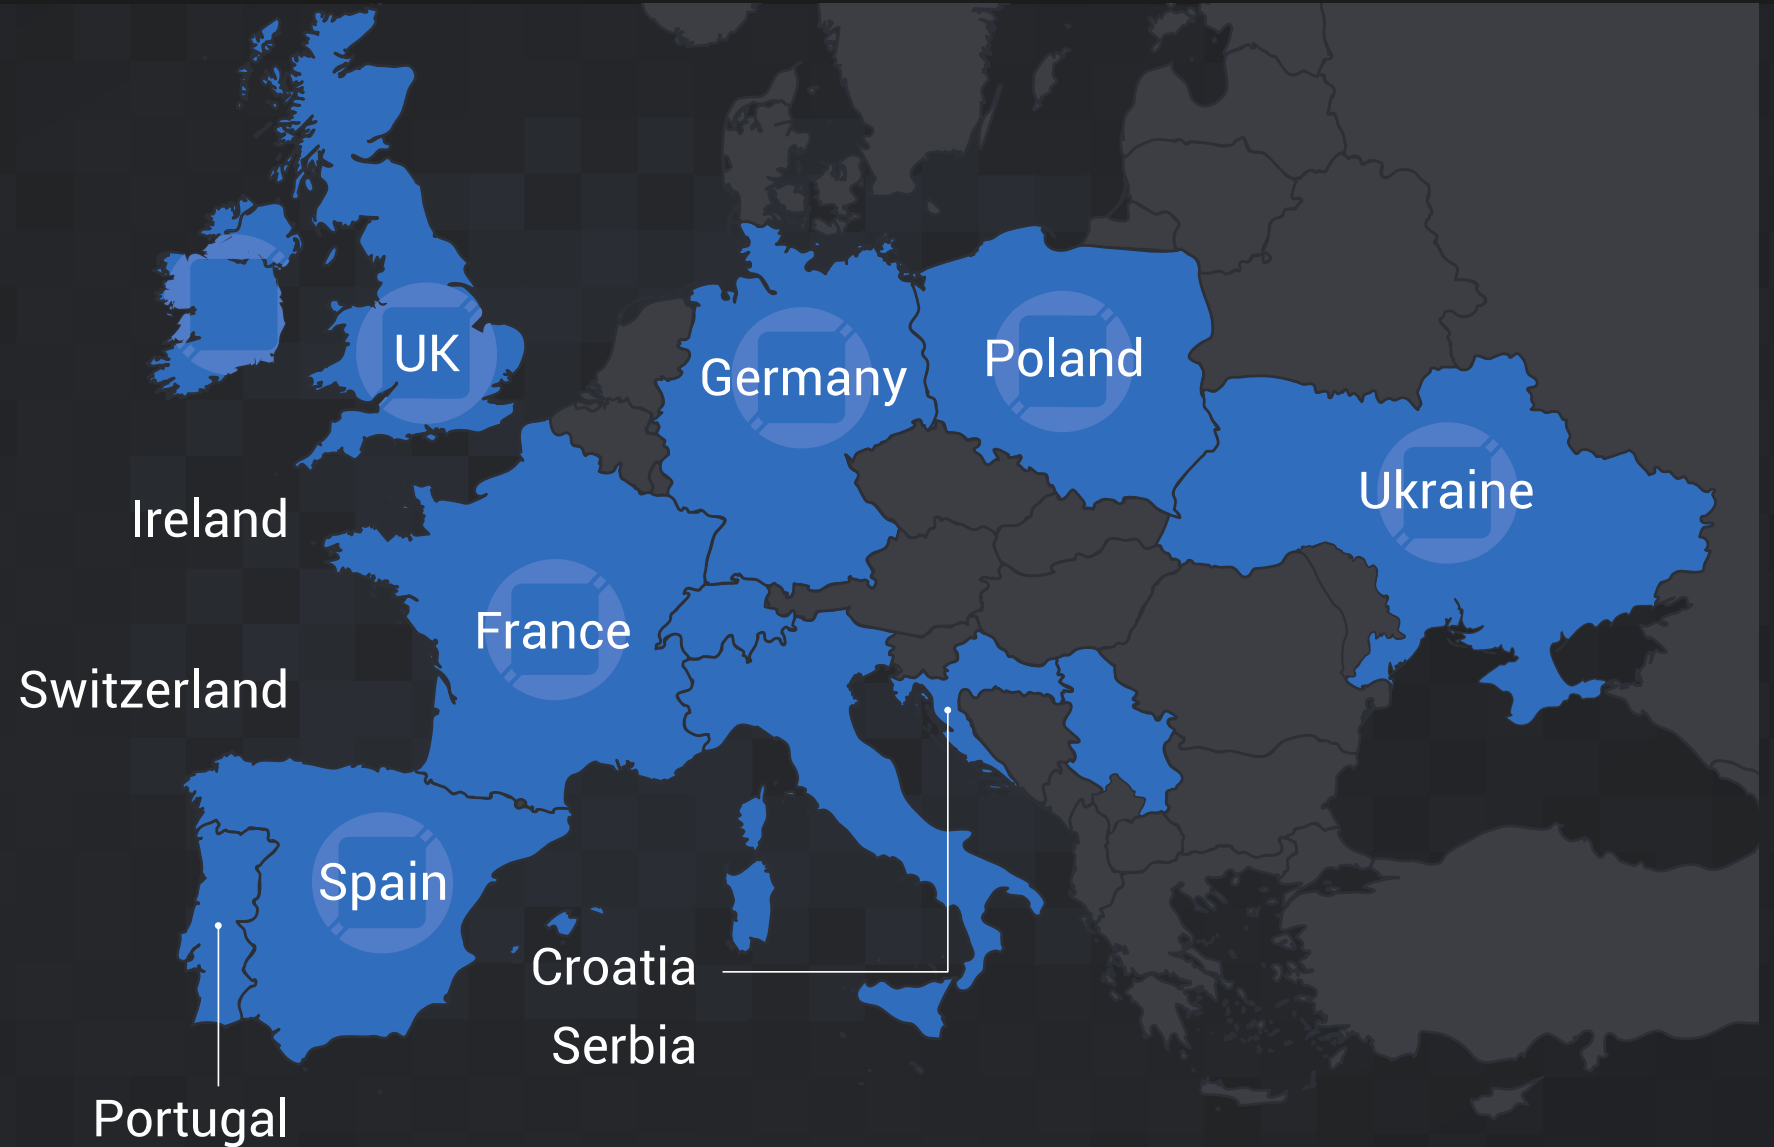 UK
Germany
Poland
Ukraine
Ireland
France
Switzerland
Spain
Croatia
Serbia
Portugal